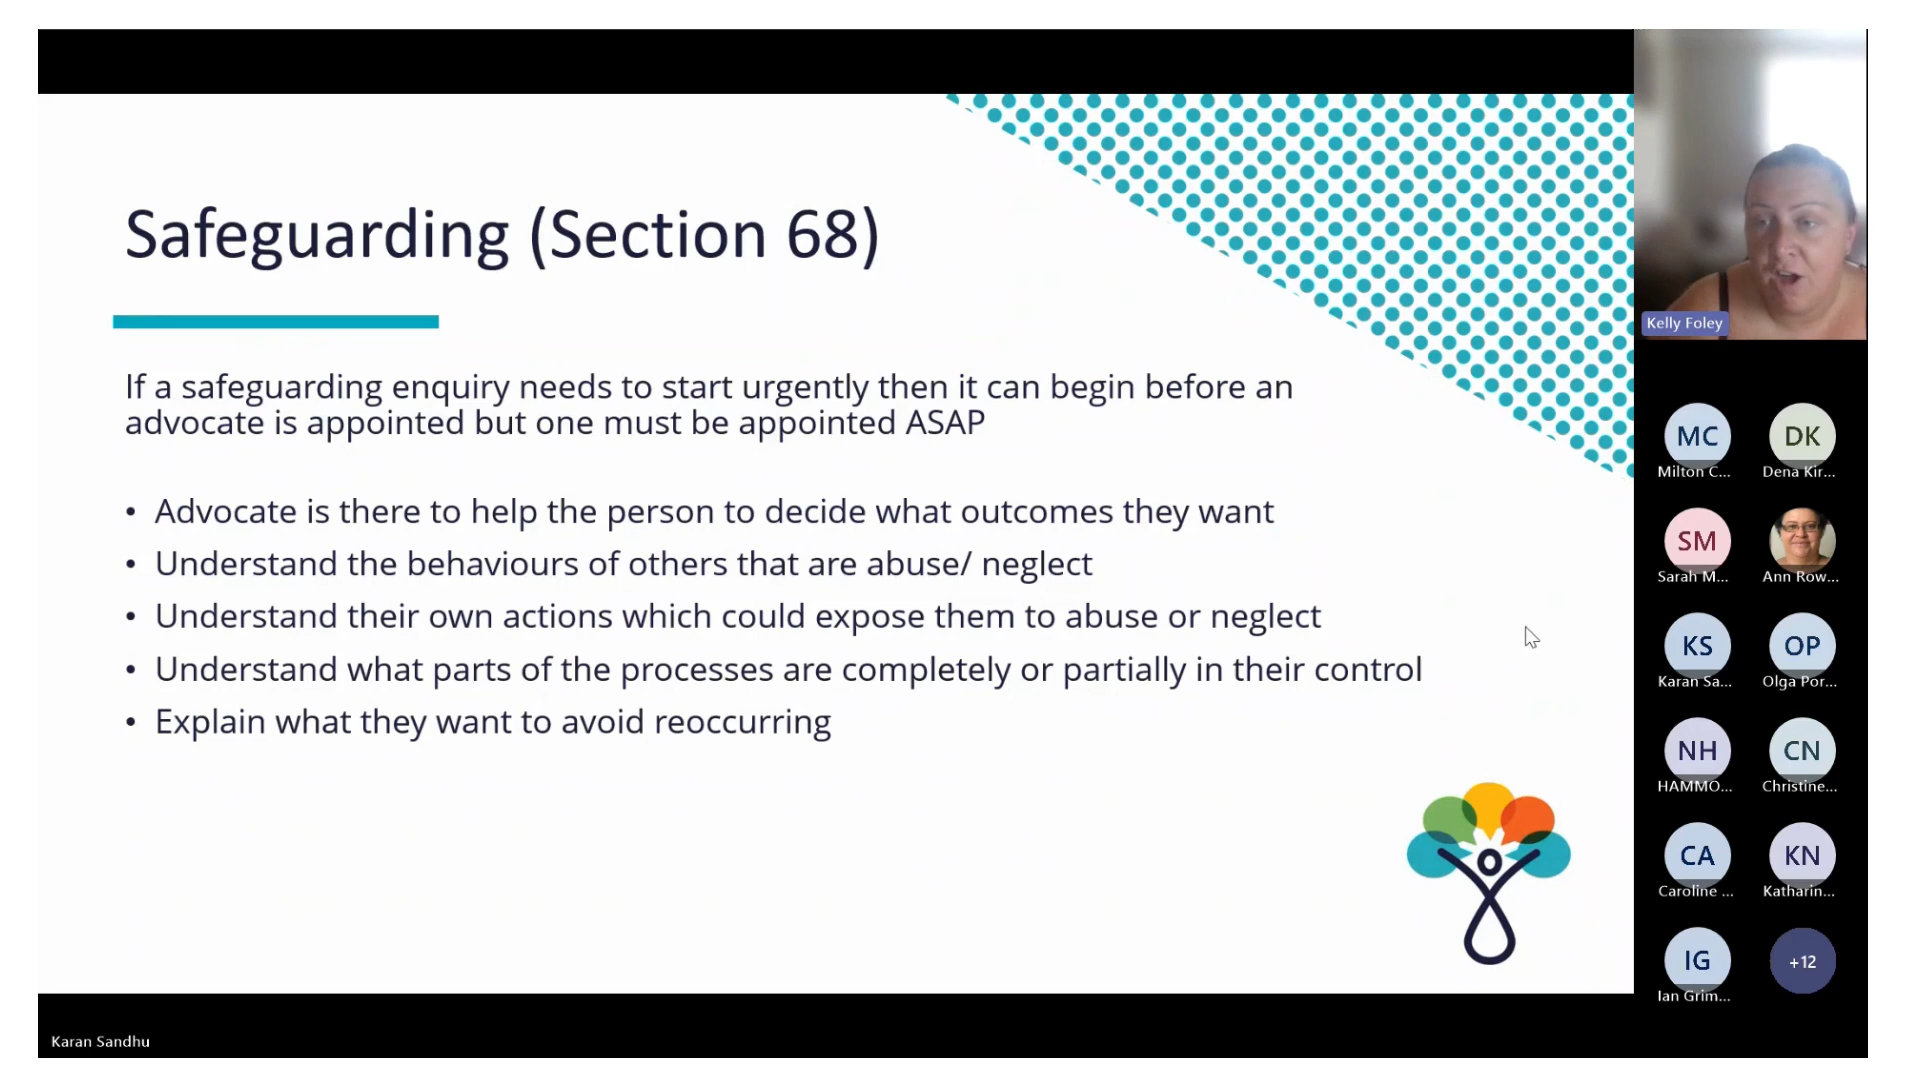 Safeguarding (Section 68)
If a safeguarding enquiry needs to start urgently then it can begin before an
advocate is appointed but one must be appointed ASAP
• Advocate is there to help the person to decide what outcomes they want
• Understand the behaviours of others that are abuse/ neglect
• Understand their own actions which could expose them to abuse or neglect
• Understand what parts of the processes are completely or partially in their control
• Explain what they want to avoid reoccurring
Kelly Foley
MC
Milton C...
DK
Dena Kir...
SM
Sarah M...
Ann Row...
KS
Karan Sa...
OP
Olga Por...
NH
HAMMO...
CN
Christine...
CA
Caroline ...
KN
Katharin...
IG
Ian Grim...
+12
Karan Sandhu